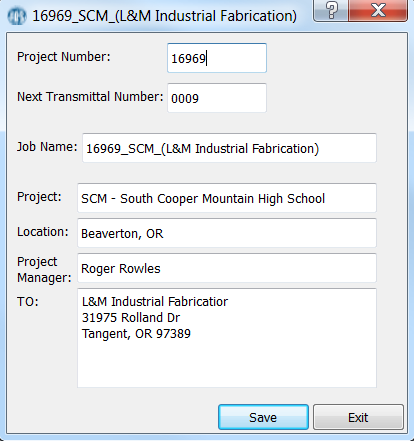 16969_SCM_(L&M Industrial Fabrication)
Project Number: 16969
Next Transmittal Number: 0009
Job Name: 16969_SCM_(L&M Industrial Fabrication)
Project: SCM - South Cooper Mountain High School
Location: Beaverton, OR
Project
Manager: Roger Rowles
TO: L&M Industrial Fabricatior
31975 Rolland Dr
Tangent, OR 97389
Save Exit